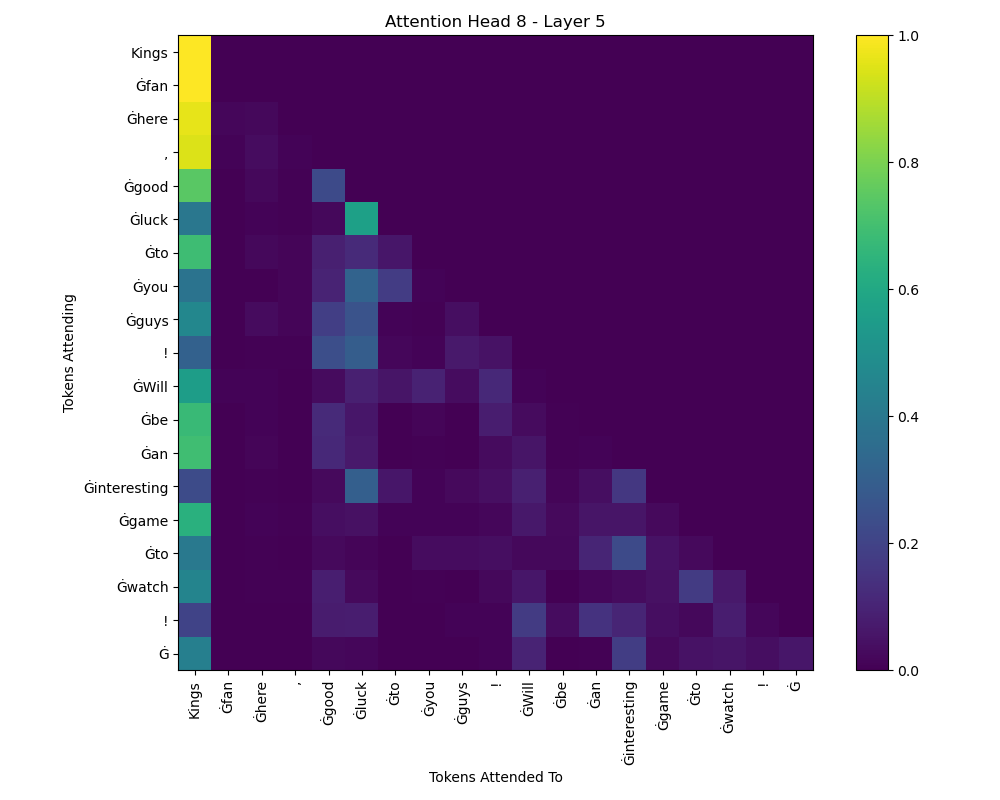 Attention Head 8 - Layer 5
Tokens Attending
Kings
Ġfan
Ġhere
,
Ġgood
Ġluck
Ġto
Ġyou
Ġguys
!
ĠWill
Ġbe
Ġan
Ġinteresting
Ġgame
Ġto
Ġwatch
!
Ġ
Kings
Ġfan
Ġhere
,
Ġgood
Ġluck
Ġto
Ġyou
Ġguys
!
ĠWill
Ġbe
Ġan
Ġinteresting
Ġgame
Ġto
Ġwatch
!
Ġ
Tokens Attended To
1.0
0.8
0.6
0.4
0.2
0.0